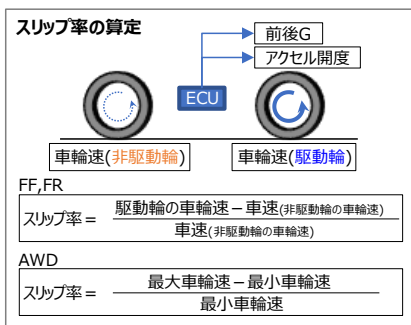 スリップ率の算定
前後G
アクセル開度
ECU
車輪速(非駆動輪)
車輪速(駆動輪)
FF,FR
スリップ率＝
駆動輪の車輪速－車速(非駆動輪の車輪速)
車速(非駆動輪の車輪速)
AWD
スリップ率＝
最大車輪速－最小車輪速
最小車輪速